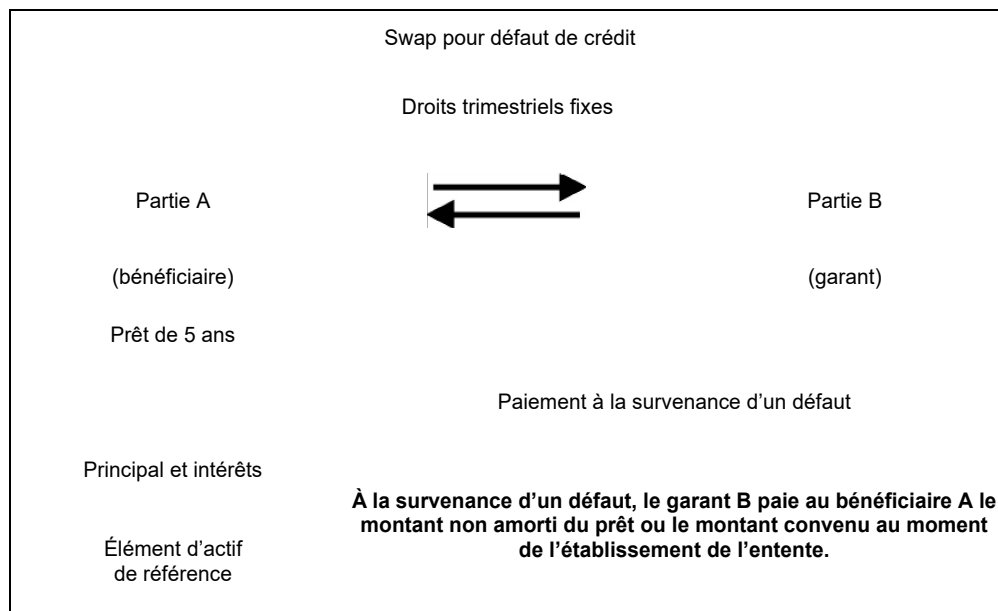 Swap pour défaut de crédit
Droits trimestriels fixes
Partie A
Partie B
(bénéficiaire)
(garant)
Prêt de 5 ans
Paiement à la survenance d’un défaut
Principal et intérêts
À la survenance d’un défaut, le garant B paie au bénéficiaire A le
montant non amorti du prêt ou le montant convenu au moment
de l’établissement de l’entente.
Élément d’actif
de référence